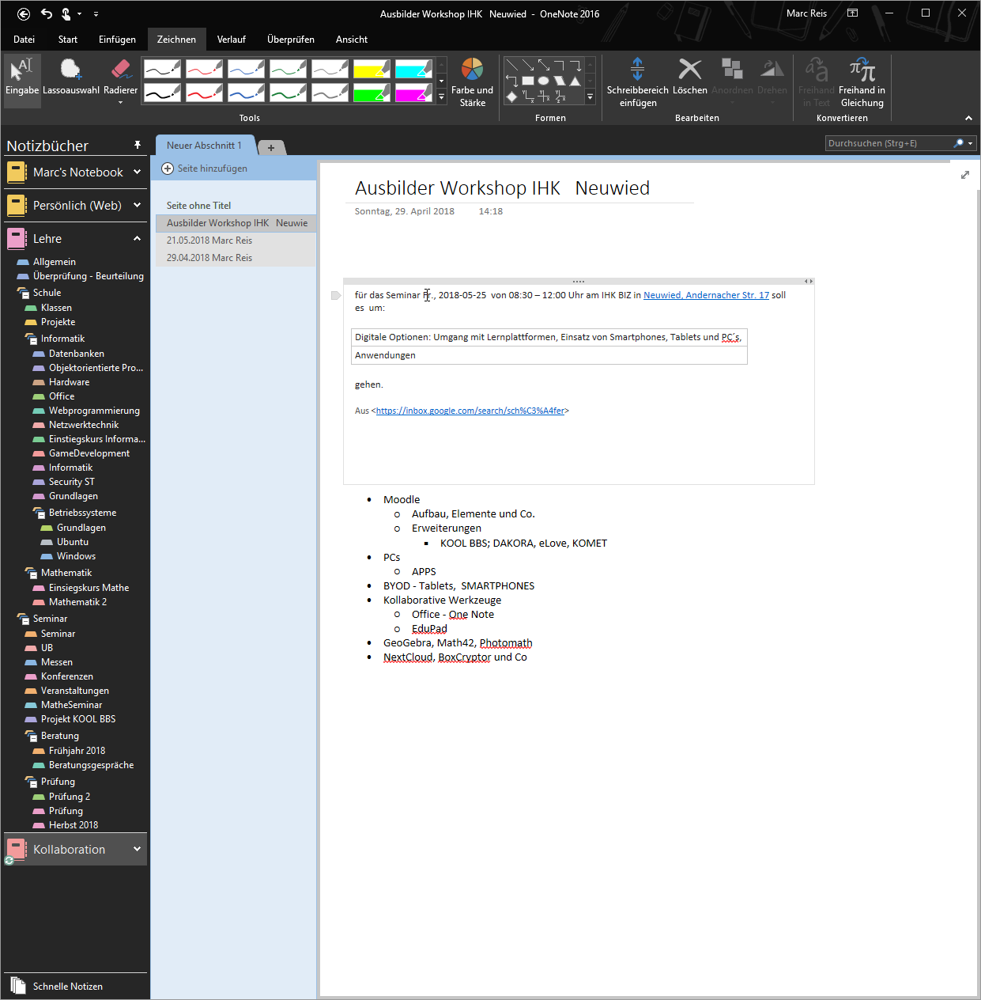 Ausbilder Workshop IHK   Neuwied  -  OneNote 2016
Marc Reis
Datei
Start
Einfügen
Zeichnen
Verlauf
Überprüfen
Ansicht
Eingabe
Lassoauswahl
Radierer
Farbe und
Stärke
Schreibbereich
einfügen
Löschen
Anordnen
Drehen
Freihand
in Text
Freihand in
Gleichung
Tools
Formen
Bearbeiten
Konvertieren
Notizbücher
Marc's Notebook
Persönlich (Web)
Lehre
Allgemein
Überprüfung - Beurteilung
Schule
Klassen
Projekte
Informatik
Datenbanken
Objektorientierte Pro...
Hardware
Office
Webprogrammierung
Netzwerktechnik
Einstiegskurs Informa...
GameDevelopment
Informatik
Security ST
Grundlagen
Betriebssysteme
Grundlagen
Ubuntu
Windows
Mathematik
Einsiegskurs Mathe
Mathematik 2
Seminar
Seminar
UB
Messen
Konferenzen
Veranstaltungen
MatheSeminar
Projekt KOOL BBS
Beratung
Frühjahr 2018
Beratungsgespräche
Prüfung
Prüfung 2
Prüfung
Herbst 2018
Kollaboration
Schnelle Notizen
Neuer Abschnitt 1
Durchsuchen (Strg+E)
Seite hinzufügen
Seite ohne Titel
Ausbilder Workshop IHK   Neuwie
21.05.2018 Marc Reis
29.04.2018 Marc Reis
Ausbilder Workshop IHK   Neuwied
Sonntag, 29. April 2018   14:18
für das Seminar Fr., 2018-05-25  von 08:30 – 12:00 Uhr am IHK BIZ in Neuwied, Andernacher Str. 17 soll
es  um:
Digitale Optionen: Umgang mit Lernplattformen, Einsatz von Smartphones, Tablets und PC´s,
Anwendungen
gehen.
Aus <https://inbox.google.com/search/sch%C3%A4fer>
• Moodle
o Aufbau, Elemente und Co.
o Erweiterungen
▪ KOOL BBS; DAKORA, eLove, KOMET
• PCs
o APPS
• BYOD - Tablets,  SMARTPHONES
• Kollaborative Werkzeuge
o Office - One Note
o EduPad
• GeoGebra, Math42, Photomath
• NextCloud, BoxCryptor und Co